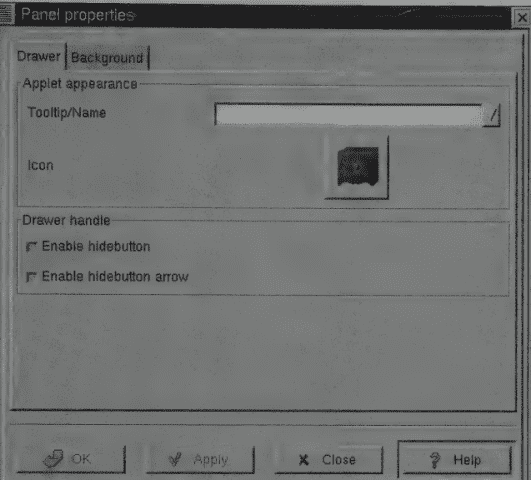 Panel properties
Drawer Background
Applet appearance
Tooltip/Name
Icon
Drawer handle
Enable hidebutton
Enable hidebutton arrow
OK Apply Close Help